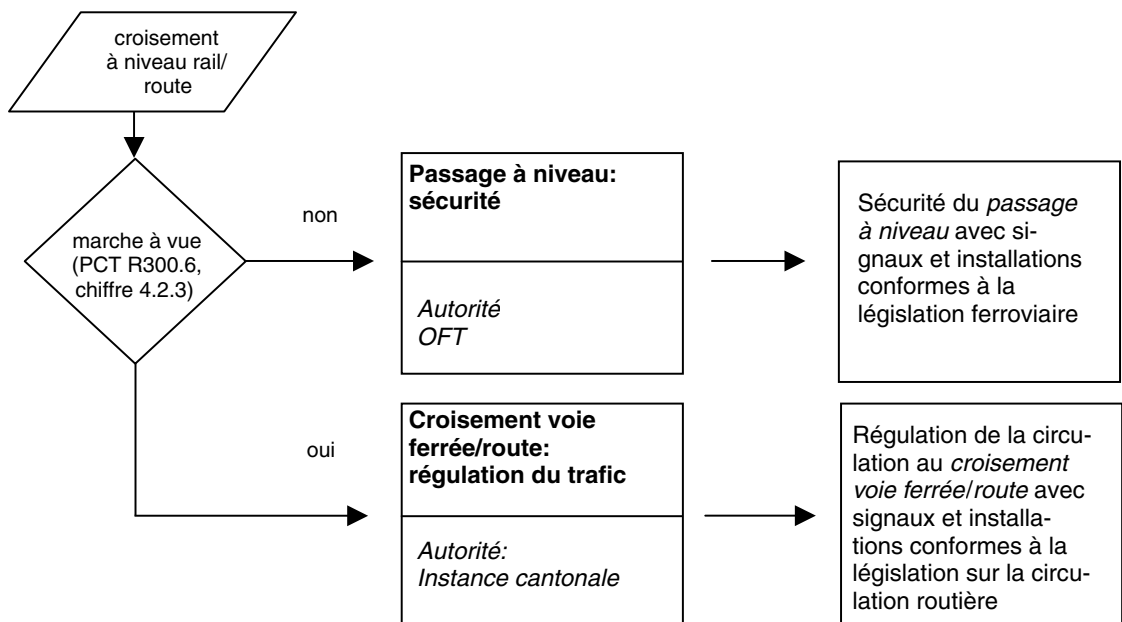 croisement
à niveau rail/
route
marche à vue
(PCT R300.6,
chiffre 4.2.3)
non
Passage à niveau:
sécurité
Autorité
OFT
Sécurité du passage
à niveau avec si-
gnaux et installations
conformes à la
législation ferroviaire
oui
Croisement voie
ferrée/route:
régulation du trafic
Autorité:
Instance cantonale
Régulation de la circu-
lation au croisement
voie ferrée/route avec
signaux et installa-
tions conformes à la
législation sur la circu-
lation routière